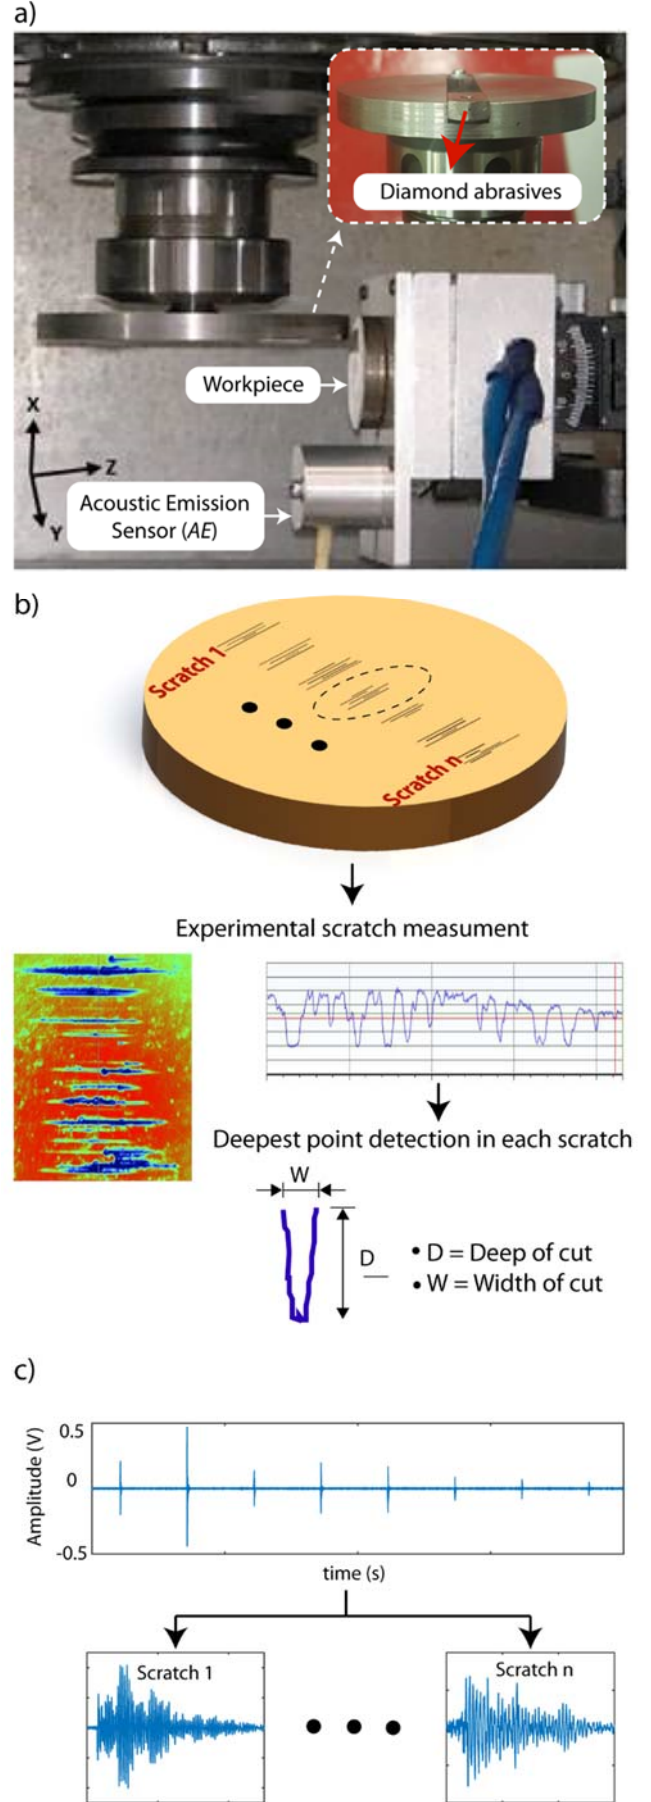 a)
Diamond abrasives
Workpiece
X
Z
Y
Acoustic Emission
Sensor (AE)
b)
Scratch 1
Scratch n
Experimental scratch measument
Deepest point detection in each scratch
W
D
• D = Deep of cut
• W = Width of cut
c)
Amplitude (V)
0.5
0
-0.5
time (s)
Scratch 1
Scratch n